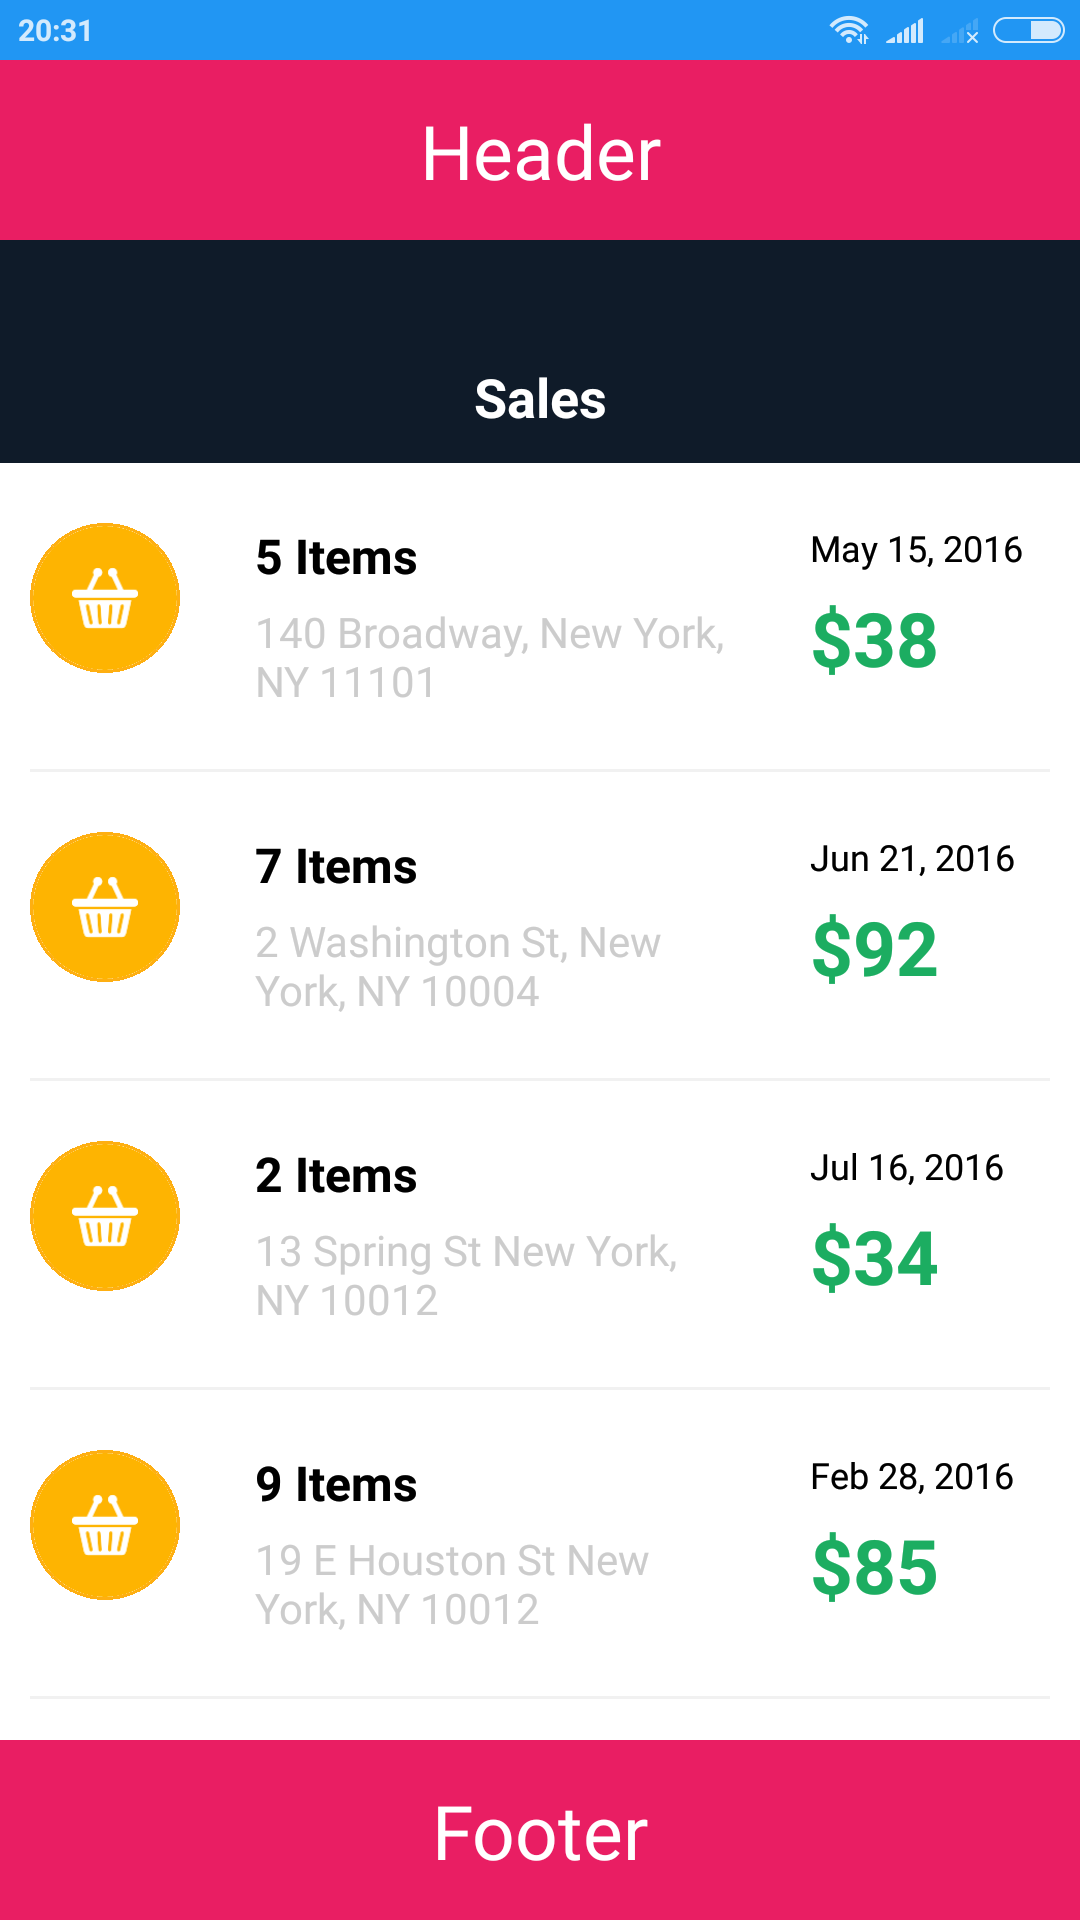 20:31
Header
Sales
5 Items
May 15, 2016
140 Broadway, New York,
NY 11101
$38
7 Items
Jun 21, 2016
2 Washington St, New
York, NY 10004
$92
2 Items
Jul 16, 2016
13 Spring St New York,
NY 10012
$34
9 Items
Feb 28, 2016
19 E Houston St New
York, NY 10012
$85
Footer